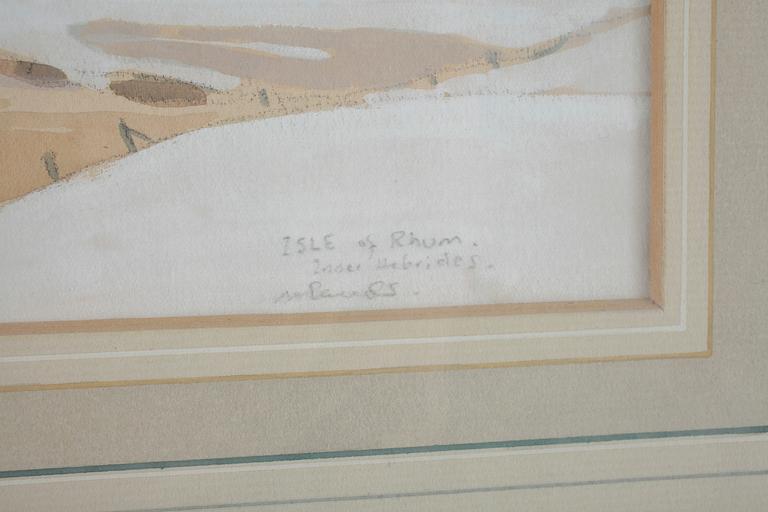 ISLE of Rhum.
Inner Hebrides.